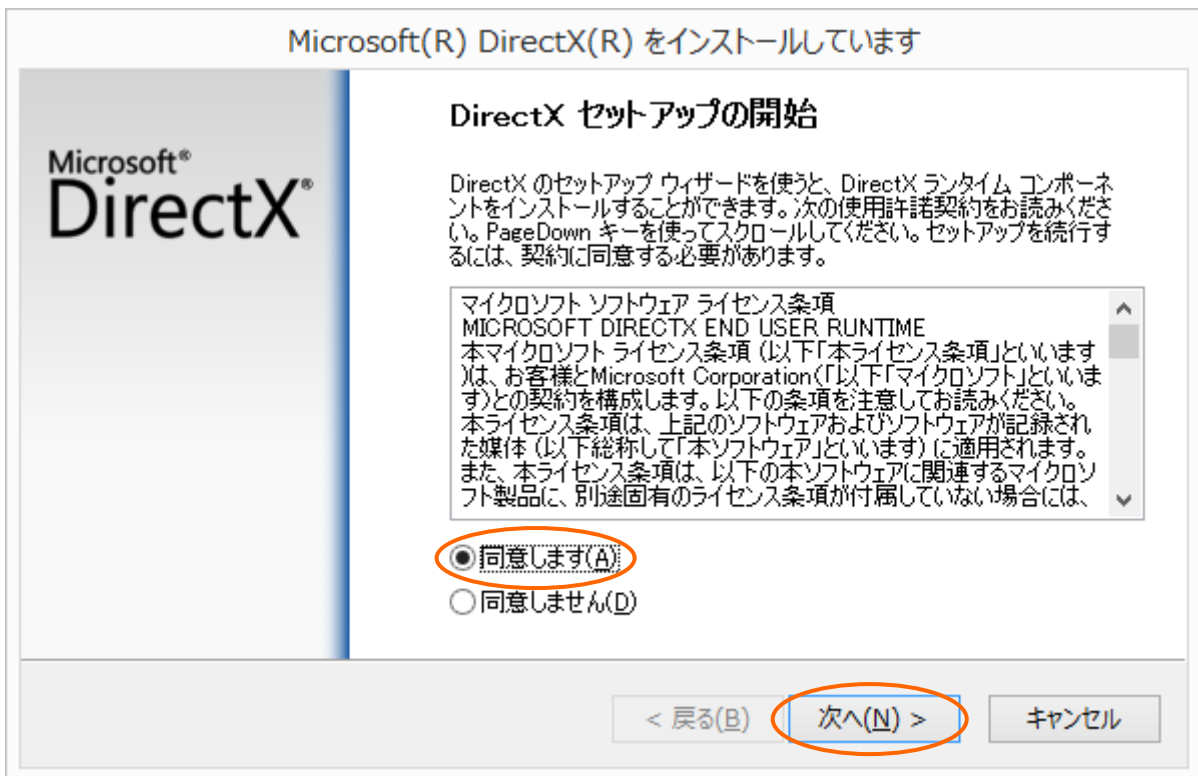 Microsoft(R) DirectX(R) をインストールしています
Microsoft®
DirectX®
DirectX セットアップの開始
DirectX のセットアップ ウィザードを使うと、DirectX ランタイム コンポーネ
ントをインストールすることができます。次の使用許諾契約をお読みくださ
い。PageDown キーを使ってスクロールしてください。セットアップを続行す
るには、契約に同意する必要があります。
マイクロソフト ソフトウェア ライセンス条項
MICROSOFT DIRECTX END USER RUNTIME
本マイクロソフト ライセンス条項 (以下「本ライセンス条項」といいます
)は、お客様とMicrosoft Corporation(「以下「マイクロソフト」といいま
す)との契約を構成します。以下の条項を注意してお読みください。
本ライセンス条項は、上記のソフトウェアおよびソフトウェアが記録され
た媒体 (以下総称して「本ソフトウェア」といいます) に適用されます。
また、本ライセンス条項は、以下の本ソフトウェアに関連するマイクロソ
フト製品に、別途固有のライセンス条項が付属していない場合には、
同意します(A)
同意しません(D)
< 戻る(B)
次へ(N) >
キャンセル